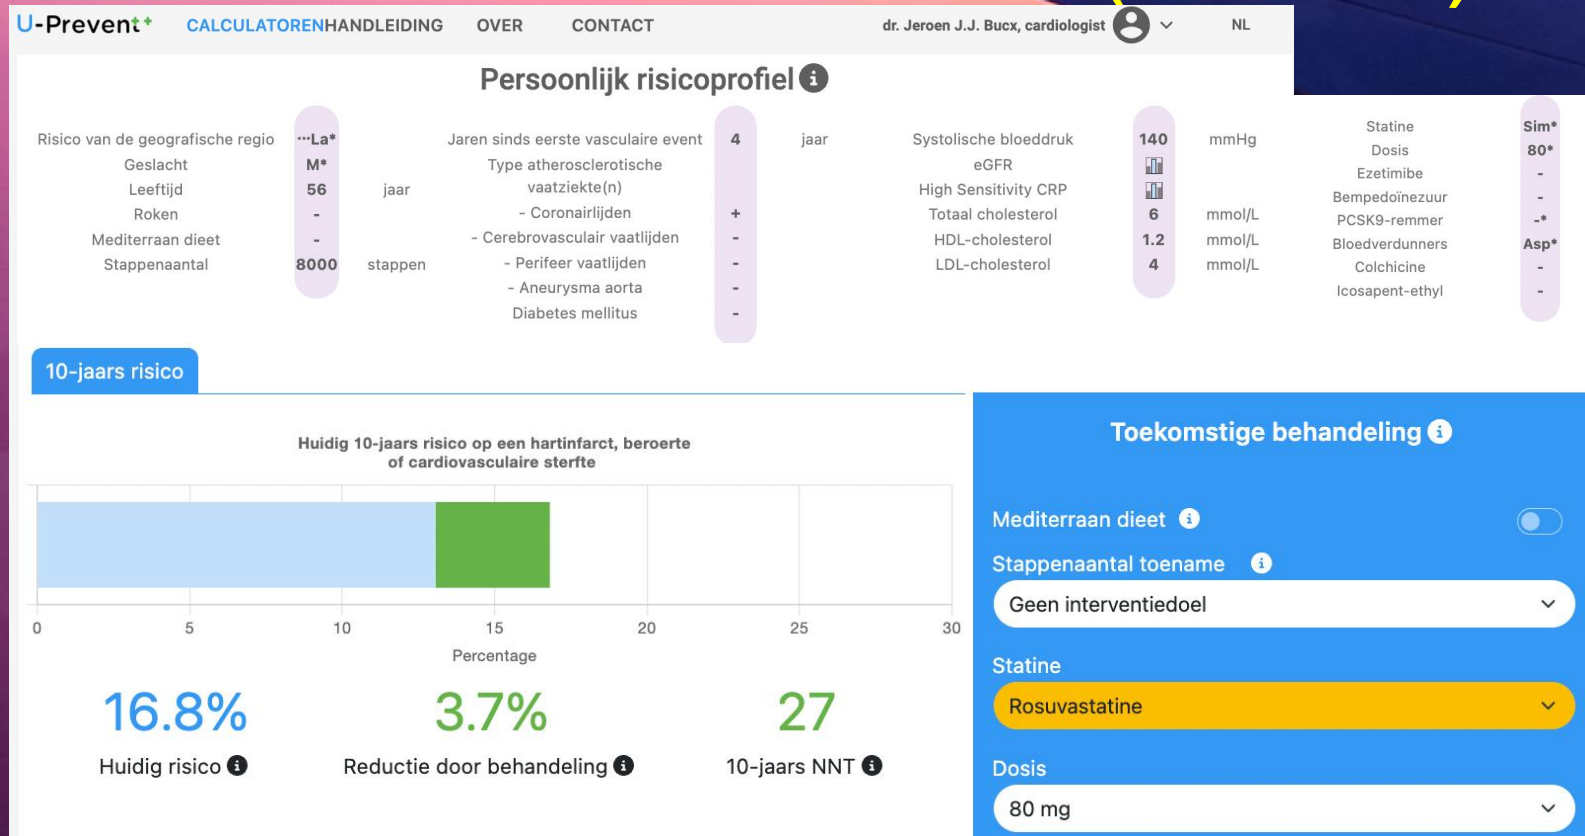 U-Prevent++ CALCULATOREN HANDLEIDING OVER CONTACT dr. Jeroen J.J. Bucx, cardiologist NL
Persoonlijk risicoprofiel i
Risico van de geografische regio ···La*
Geslacht M*
Leeftijd 56 jaar
Roken -
Mediterraan dieet -
Stappenaantal 8000 stappen
Jaren sinds eerste vasculaire event 4 jaar
Type atherosclerotische
vaatziekte(n)
- Coronairlijden +
- Cerebrovasculair vaatlijden -
- Perifeer vaatlijden -
- Aneurysma aorta -
Diabetes mellitus -
Systolische bloeddruk 140 mmHg
eGFR
High Sensitivity CRP
Totaal cholesterol 6 mmol/L
HDL-cholesterol 1.2 mmol/L
LDL-cholesterol 4 mmol/L
Statine Sim*
Dosis 80*
Ezetimibe -
Bempedoïnezuur -
PCSK9-remmer -*
Bloedverdunners Asp*
Colchicine -
Icosapent-ethyl -
10-jaars risico
Huidig 10-jaars risico op een hartinfarct, beroerte
of cardiovasculaire sterfte
0 5 10 15 20 25 30
Percentage
16.8% 3.7% 27
Huidig risico i Reductie door behandeling i 10-jaars NNT i
Toekomstige behandeling i
Mediterraan dieet i
Stappenaantal toename i
Geen interventiedoel
Statine
Rosuvastatine
Dosis
80 mg